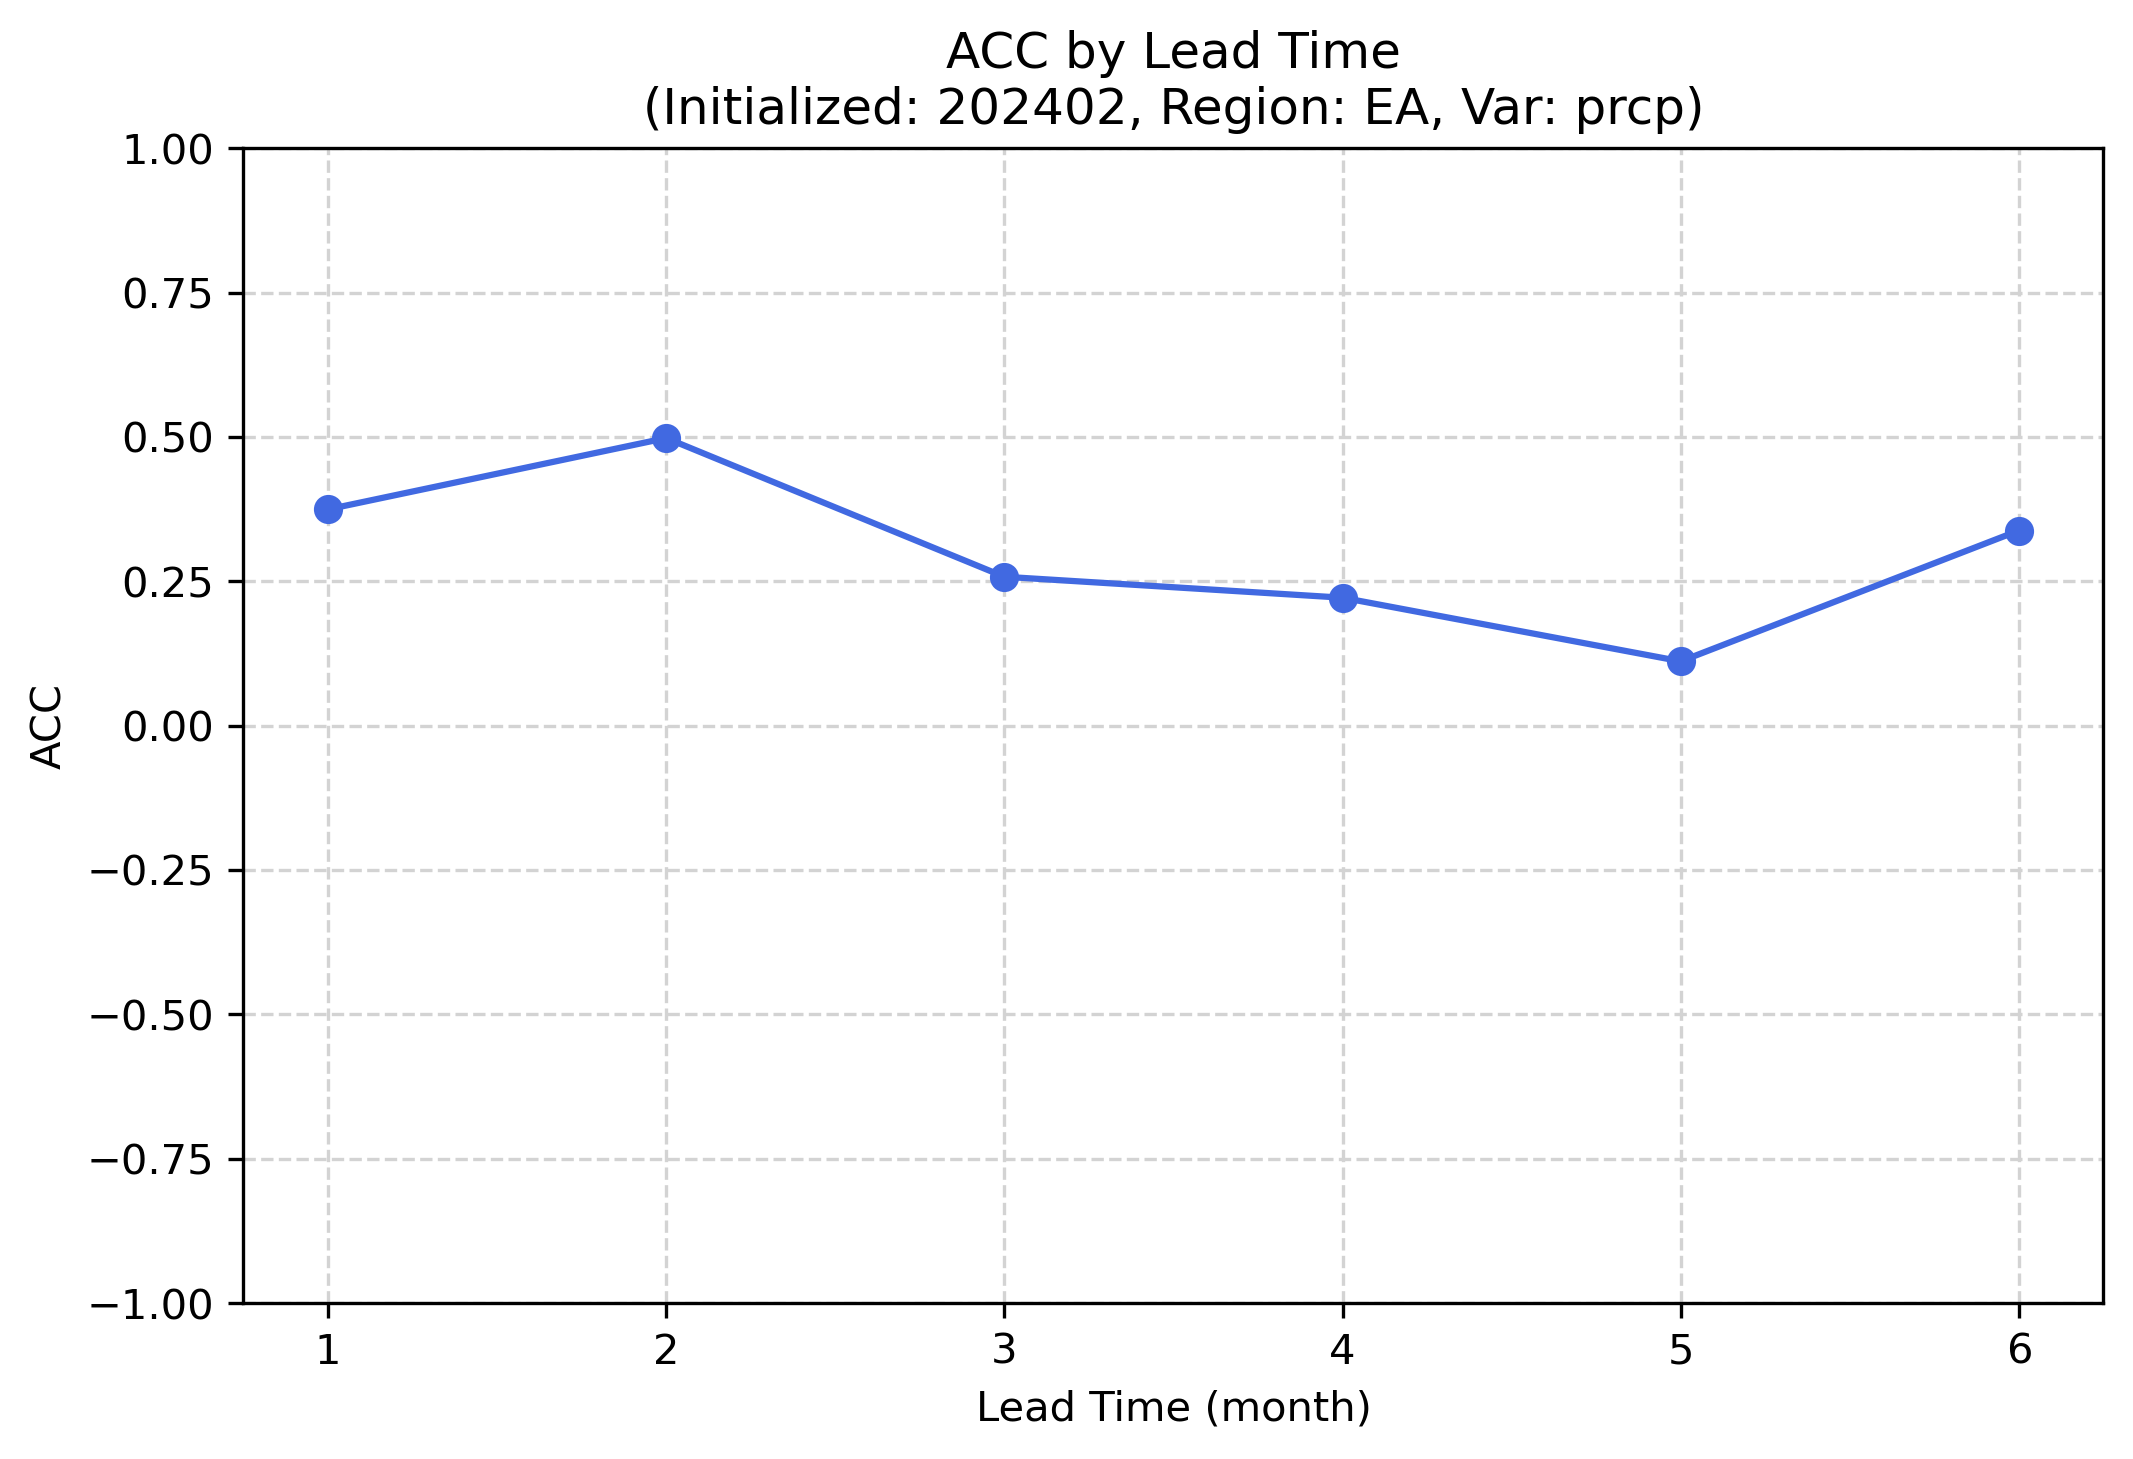 ACC by Lead Time
(Initialized: 202402, Region: EA, Var: prcp)
1.00
0.75
0.50
0.25
0.00
−0.25
−0.50
−0.75
−1.00
ACC
1 2 3 4 5 6
Lead Time (month)